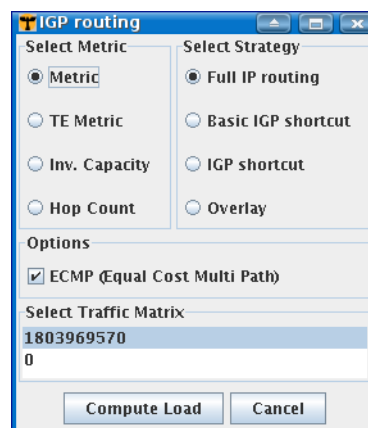 IGP routing
Select Metric
Select Strategy
Metric
Full IP routing
TE Metric
Basic IGP shortcut
Inv. Capacity
IGP shortcut
Hop Count
Overlay
Options
ECMP (Equal Cost Multi Path)
Select Traffic Matrix
1803969570
0
Compute Load
Cancel